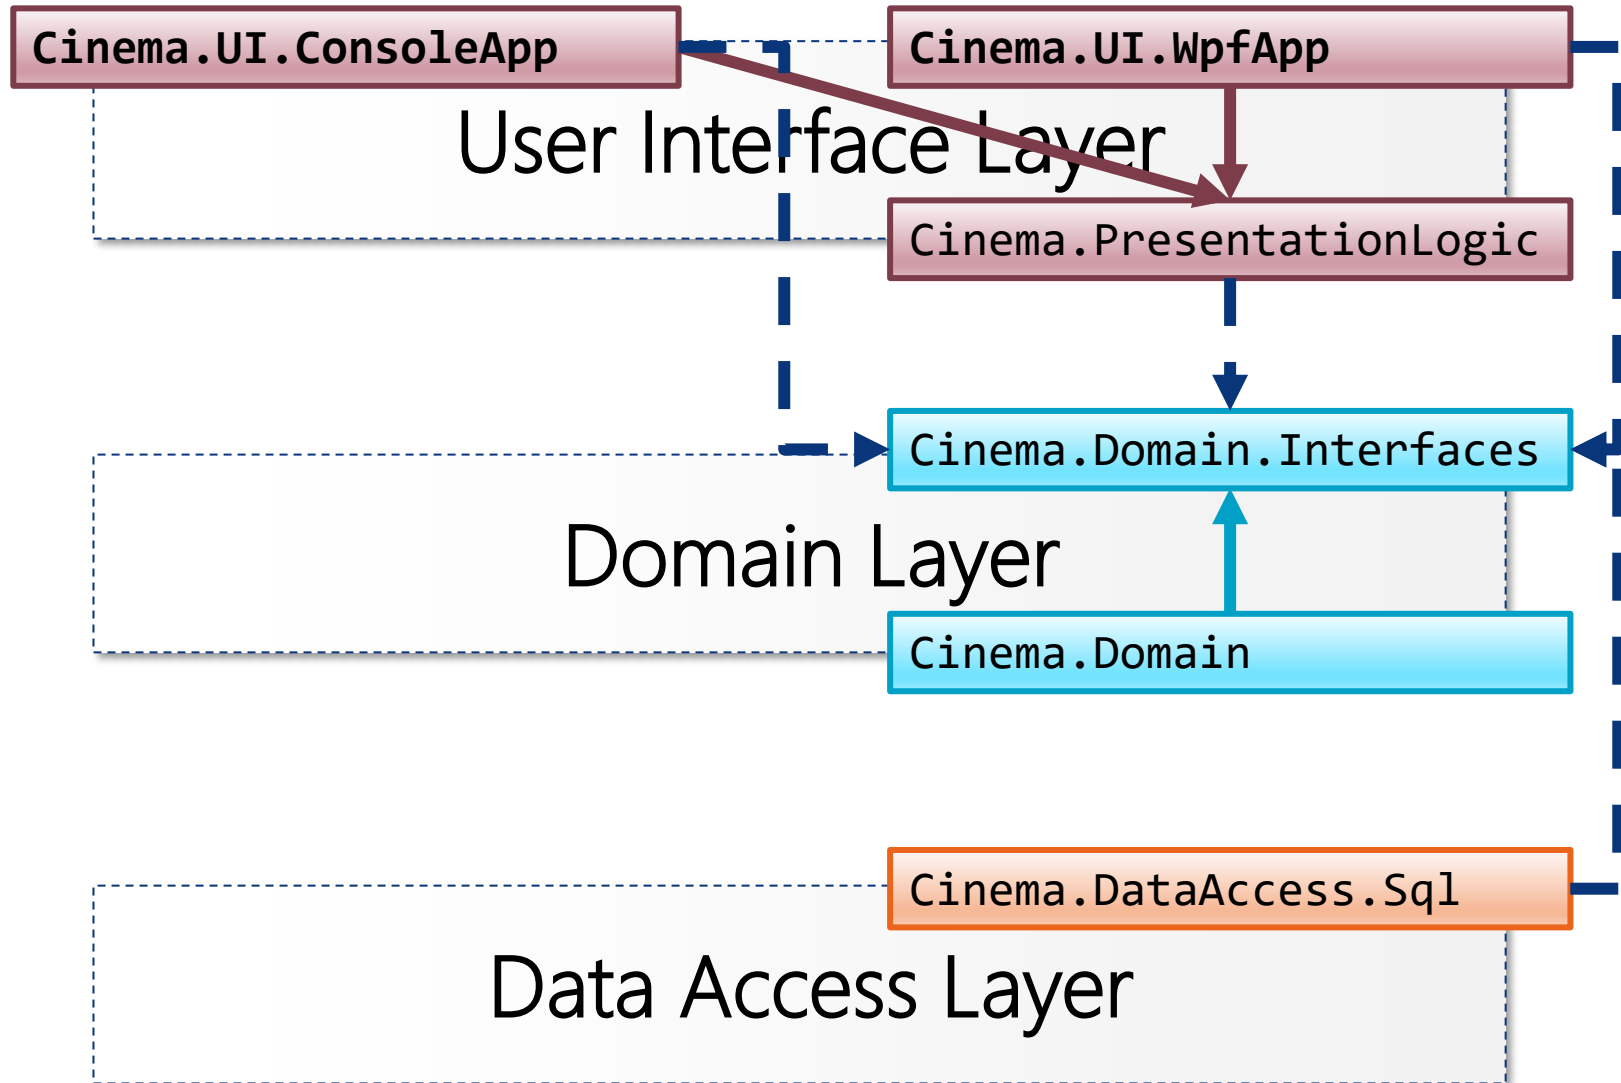 Cinema.UI.ConsoleApp
Cinema.UI.WpfApp
User Interface Layer
Cinema.PresentationLogic
Cinema.Domain.Interfaces
Domain Layer
Cinema.Domain
Cinema.DataAccess.Sql
Data Access Layer